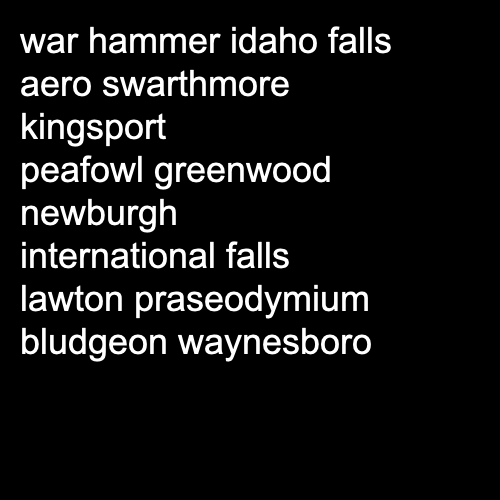 war hammer idaho falls
aero swarthmore
kingsport
peafowl greenwood
newburgh
international falls
lawton praseodymium
bludgeon waynesboro